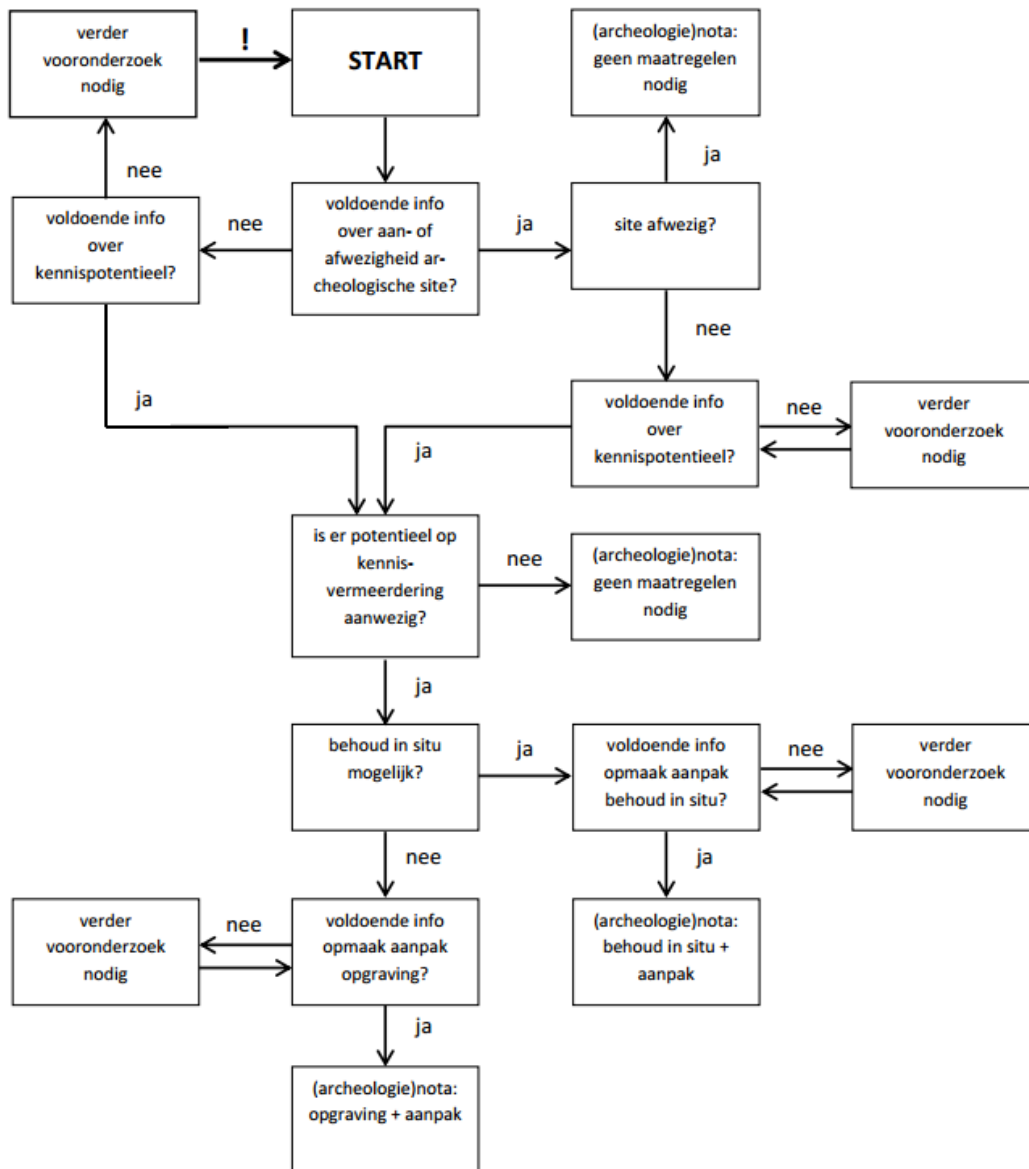 verder
vooronderzoek
nodig
!
START
(archeologie)nota:
geen maatregelen
nodig
nee
ja
voldoende info
over
kennispotentieel?
nee
voldoende info
over aan- of
afwezigheid ar-
cheologische site?
ja
site afwezig?
nee
ja
voldoende info
over
kennispotentieel?
nee
verder
vooronderzoek
nodig
ja
is er potentieel op
kennis-
vermeerdering
aanwezig?
nee
(archeologie)nota:
geen maatregelen
nodig
ja
behoud in situ
mogelijk?
ja
voldoende info
opmaak aanpak
behoud in situ?
nee
verder
vooronderzoek
nodig
nee
ja
verder
vooronderzoek
nodig
nee
voldoende info
opmaak aanpak
opgraving?
(archeologie)nota:
behoud in situ +
aanpak
ja
(archeologie)nota:
opgraving + aanpak